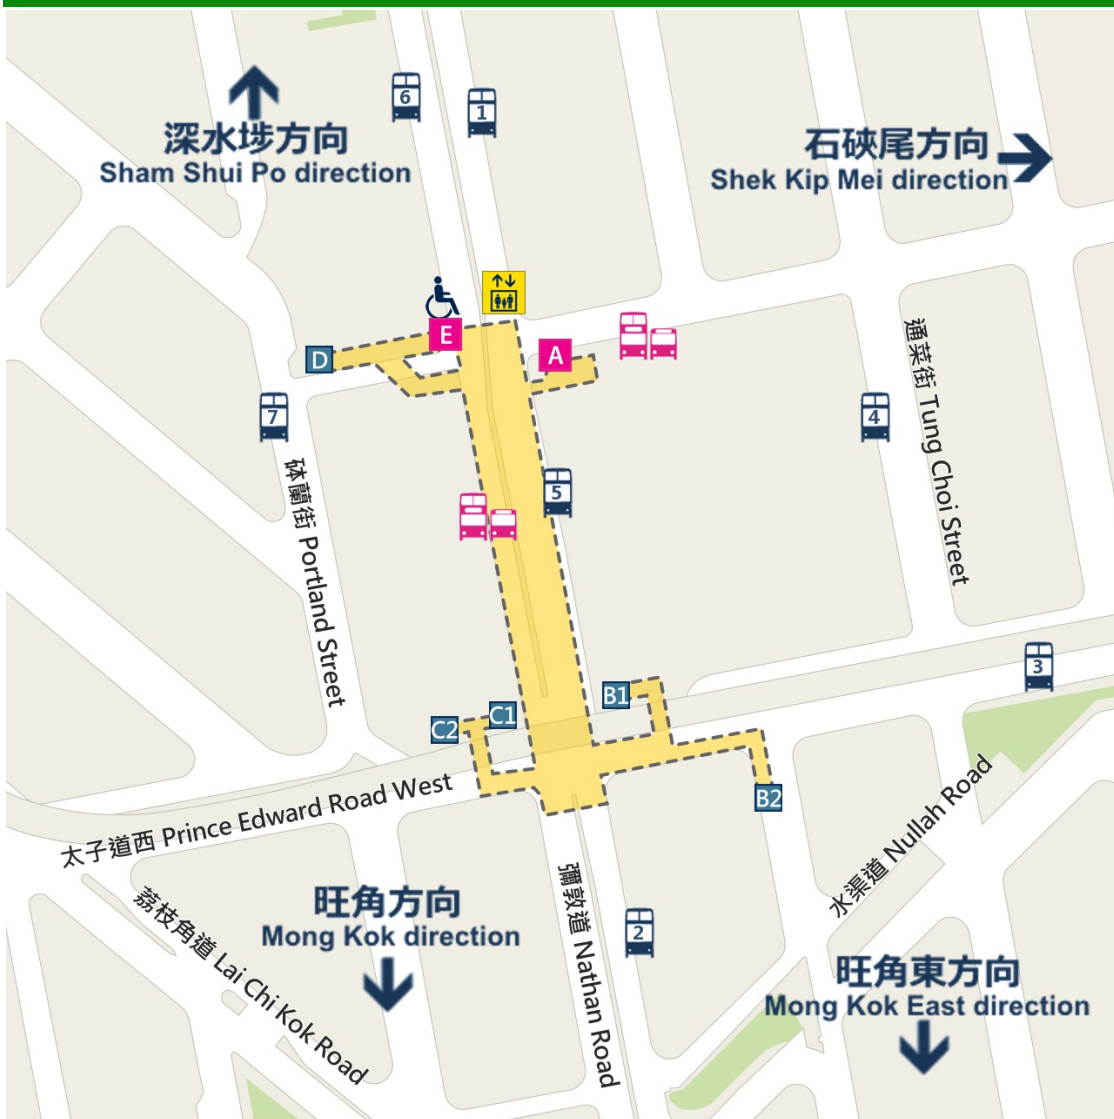 6
1
深水埗方向
Sham Shui Po direction
石硤尾方向
Shek Kip Mei direction
E
A
D
通菜街 Tung Choi Street
7
4
砵蘭街 Portland Street
5
3
B1
C1
C2
B2
太子道西 Prince Edward Road West
水渠道 Nullah Road
荔枝角道 Lai Chi Kok Road
旺角方向
Mong Kok direction
彌敦道 Nathan Road
2
旺角東方向
Mong Kok East direction